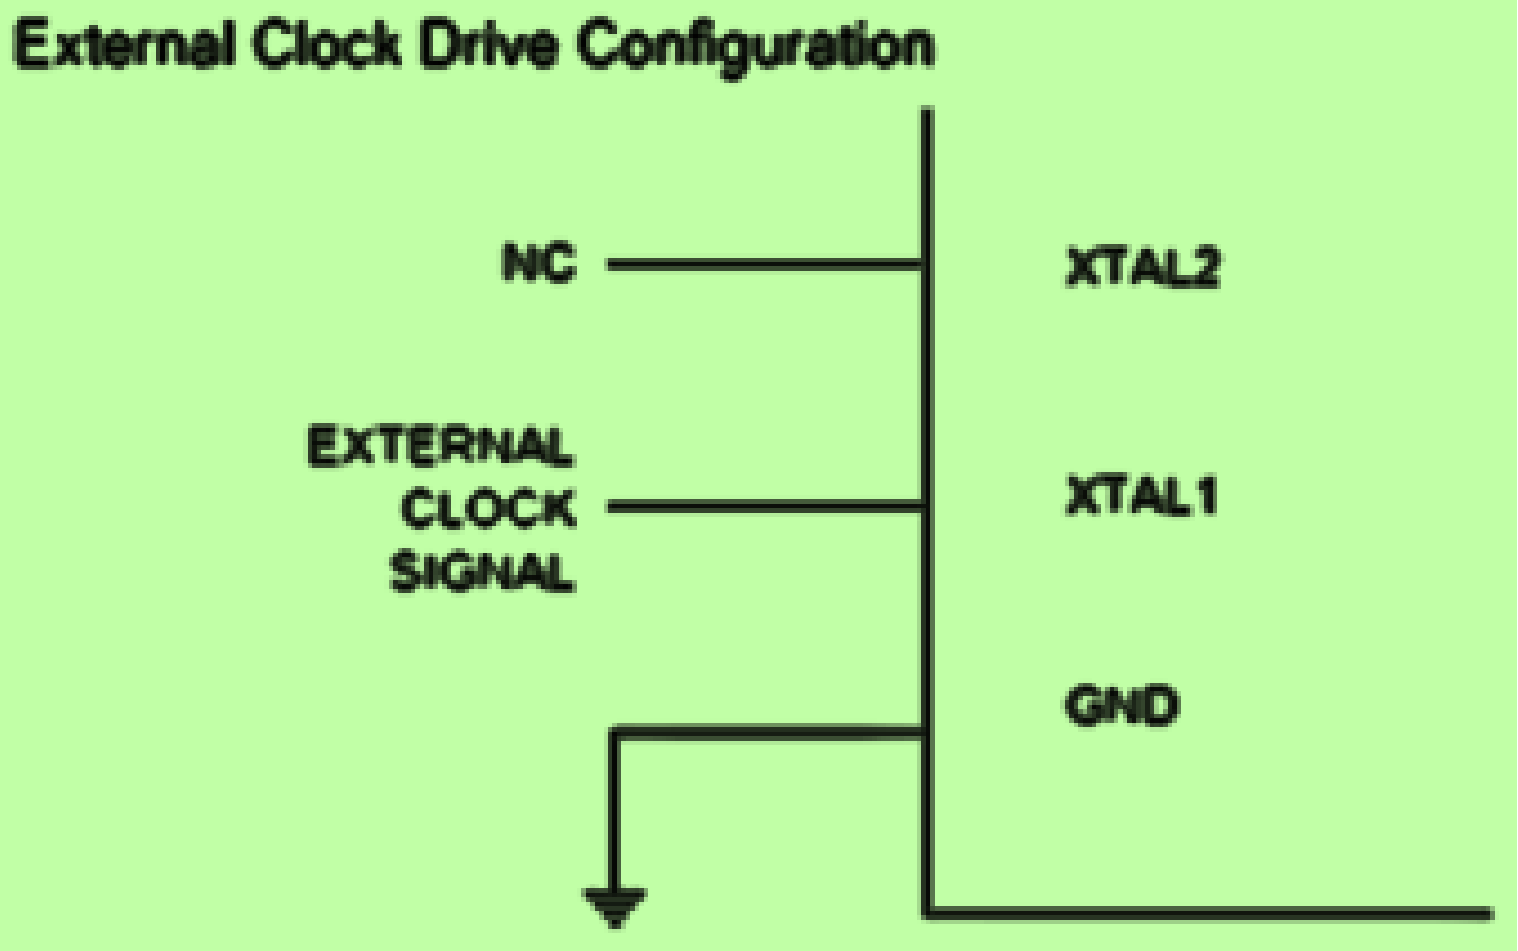 External Clock Drive Configuration
NC
XTAL2
EXTERNAL
CLOCK
SIGNAL
XTAL1
GND